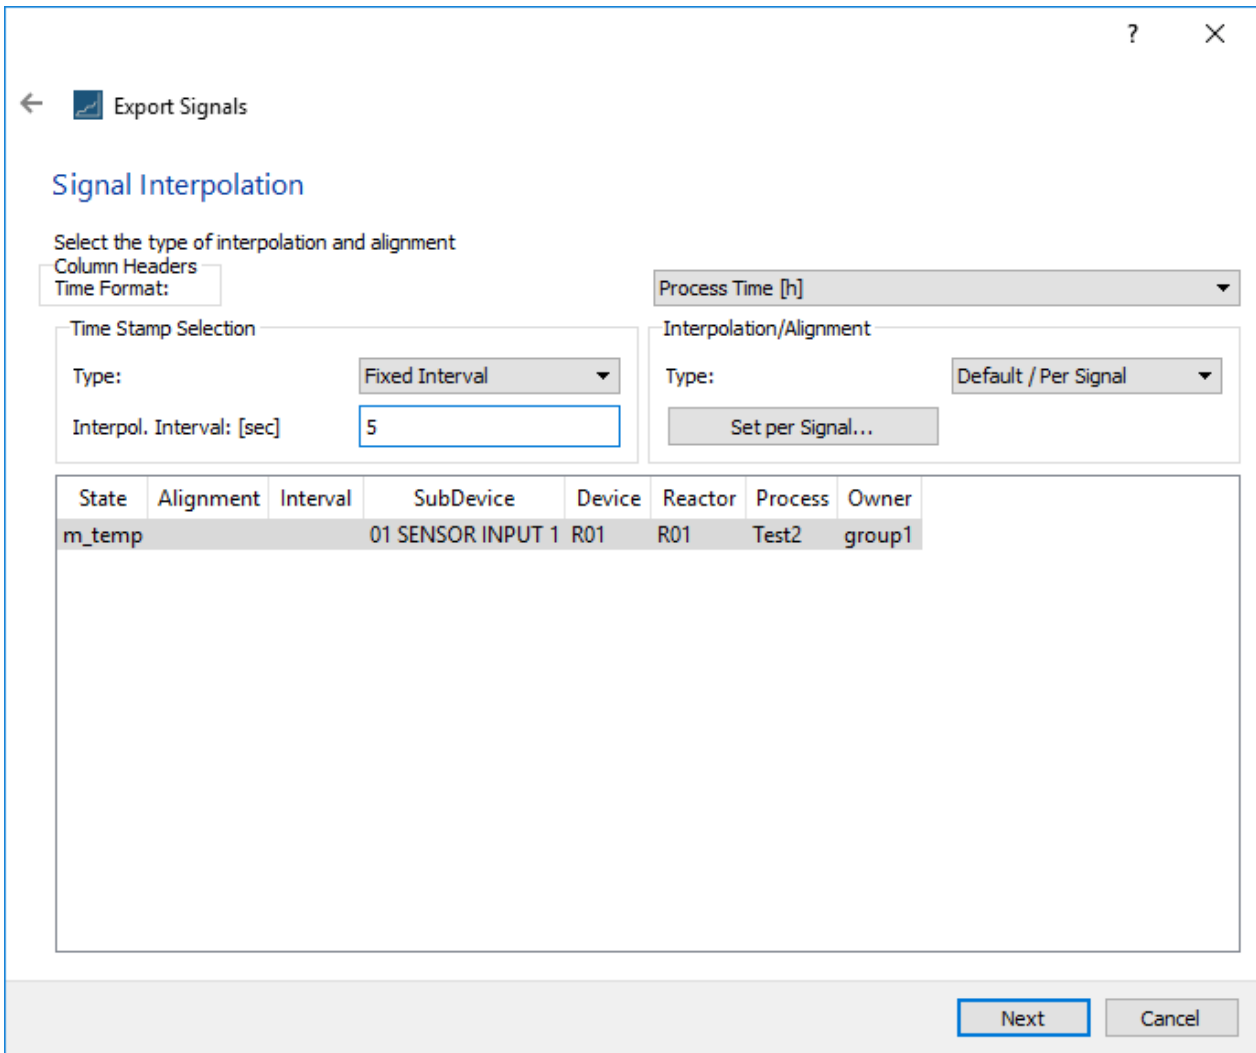 ?
Export Signals
Signal Interpolation
Select the type of interpolation and alignment
Column Headers
Time Format: Process Time [h]
Time Stamp Selection
Type: Fixed Interval
Interpol. Interval: [sec] 5
Interpolation/Alignment
Type: Default / Per Signal
Set per Signal...
State Alignment Interval SubDevice Device Reactor Process Owner
m_temp 01 SENSOR INPUT 1 R01 R01 Test2 group1
Next Cancel